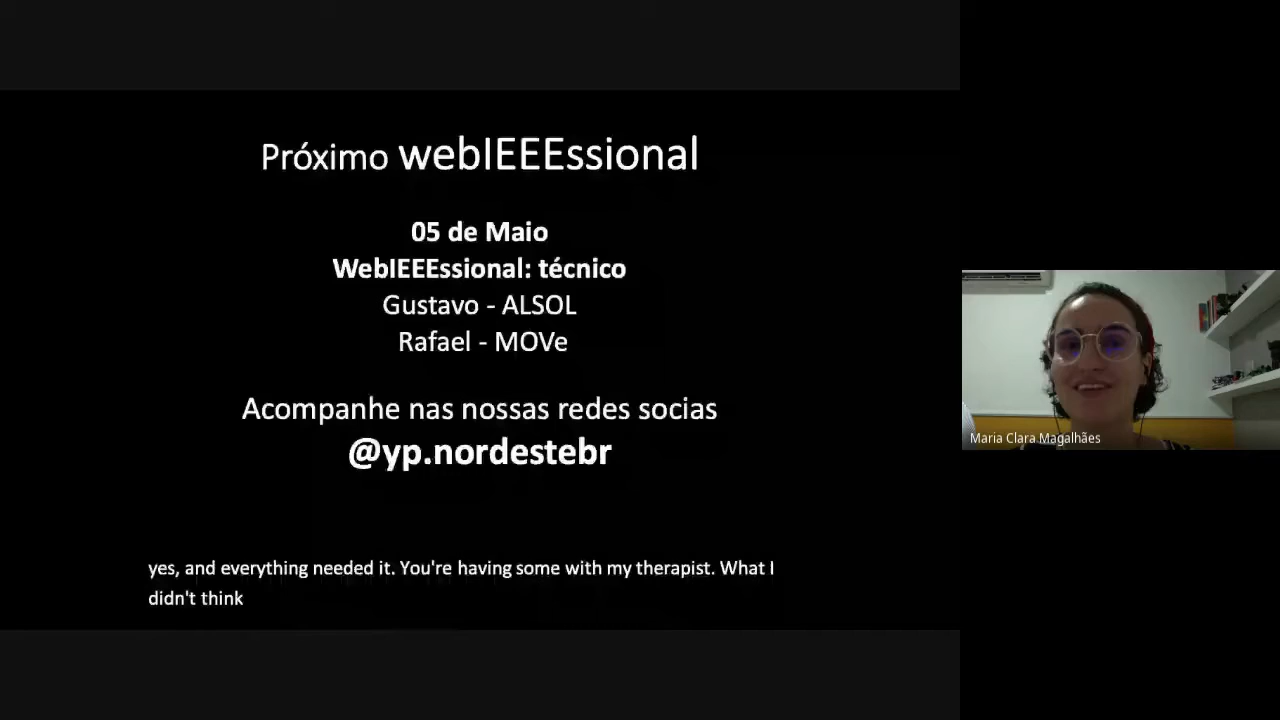 Próximo webIEEEssional
05 de Maio
WebIEEEssional: técnico
Gustavo - ALSOL
Rafael - MOVe
Acompanhe nas nossas redes socias
@yp.nordestebr
yes, and everything needed it. You're having some with my therapist. What I
didn't think
Maria Clara Magalhães